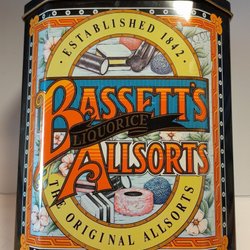 ESTABLISHED 1842
BASSETT'S
LIQUORICE
ALLSORTS
THE ORIGINAL ALLSORTS